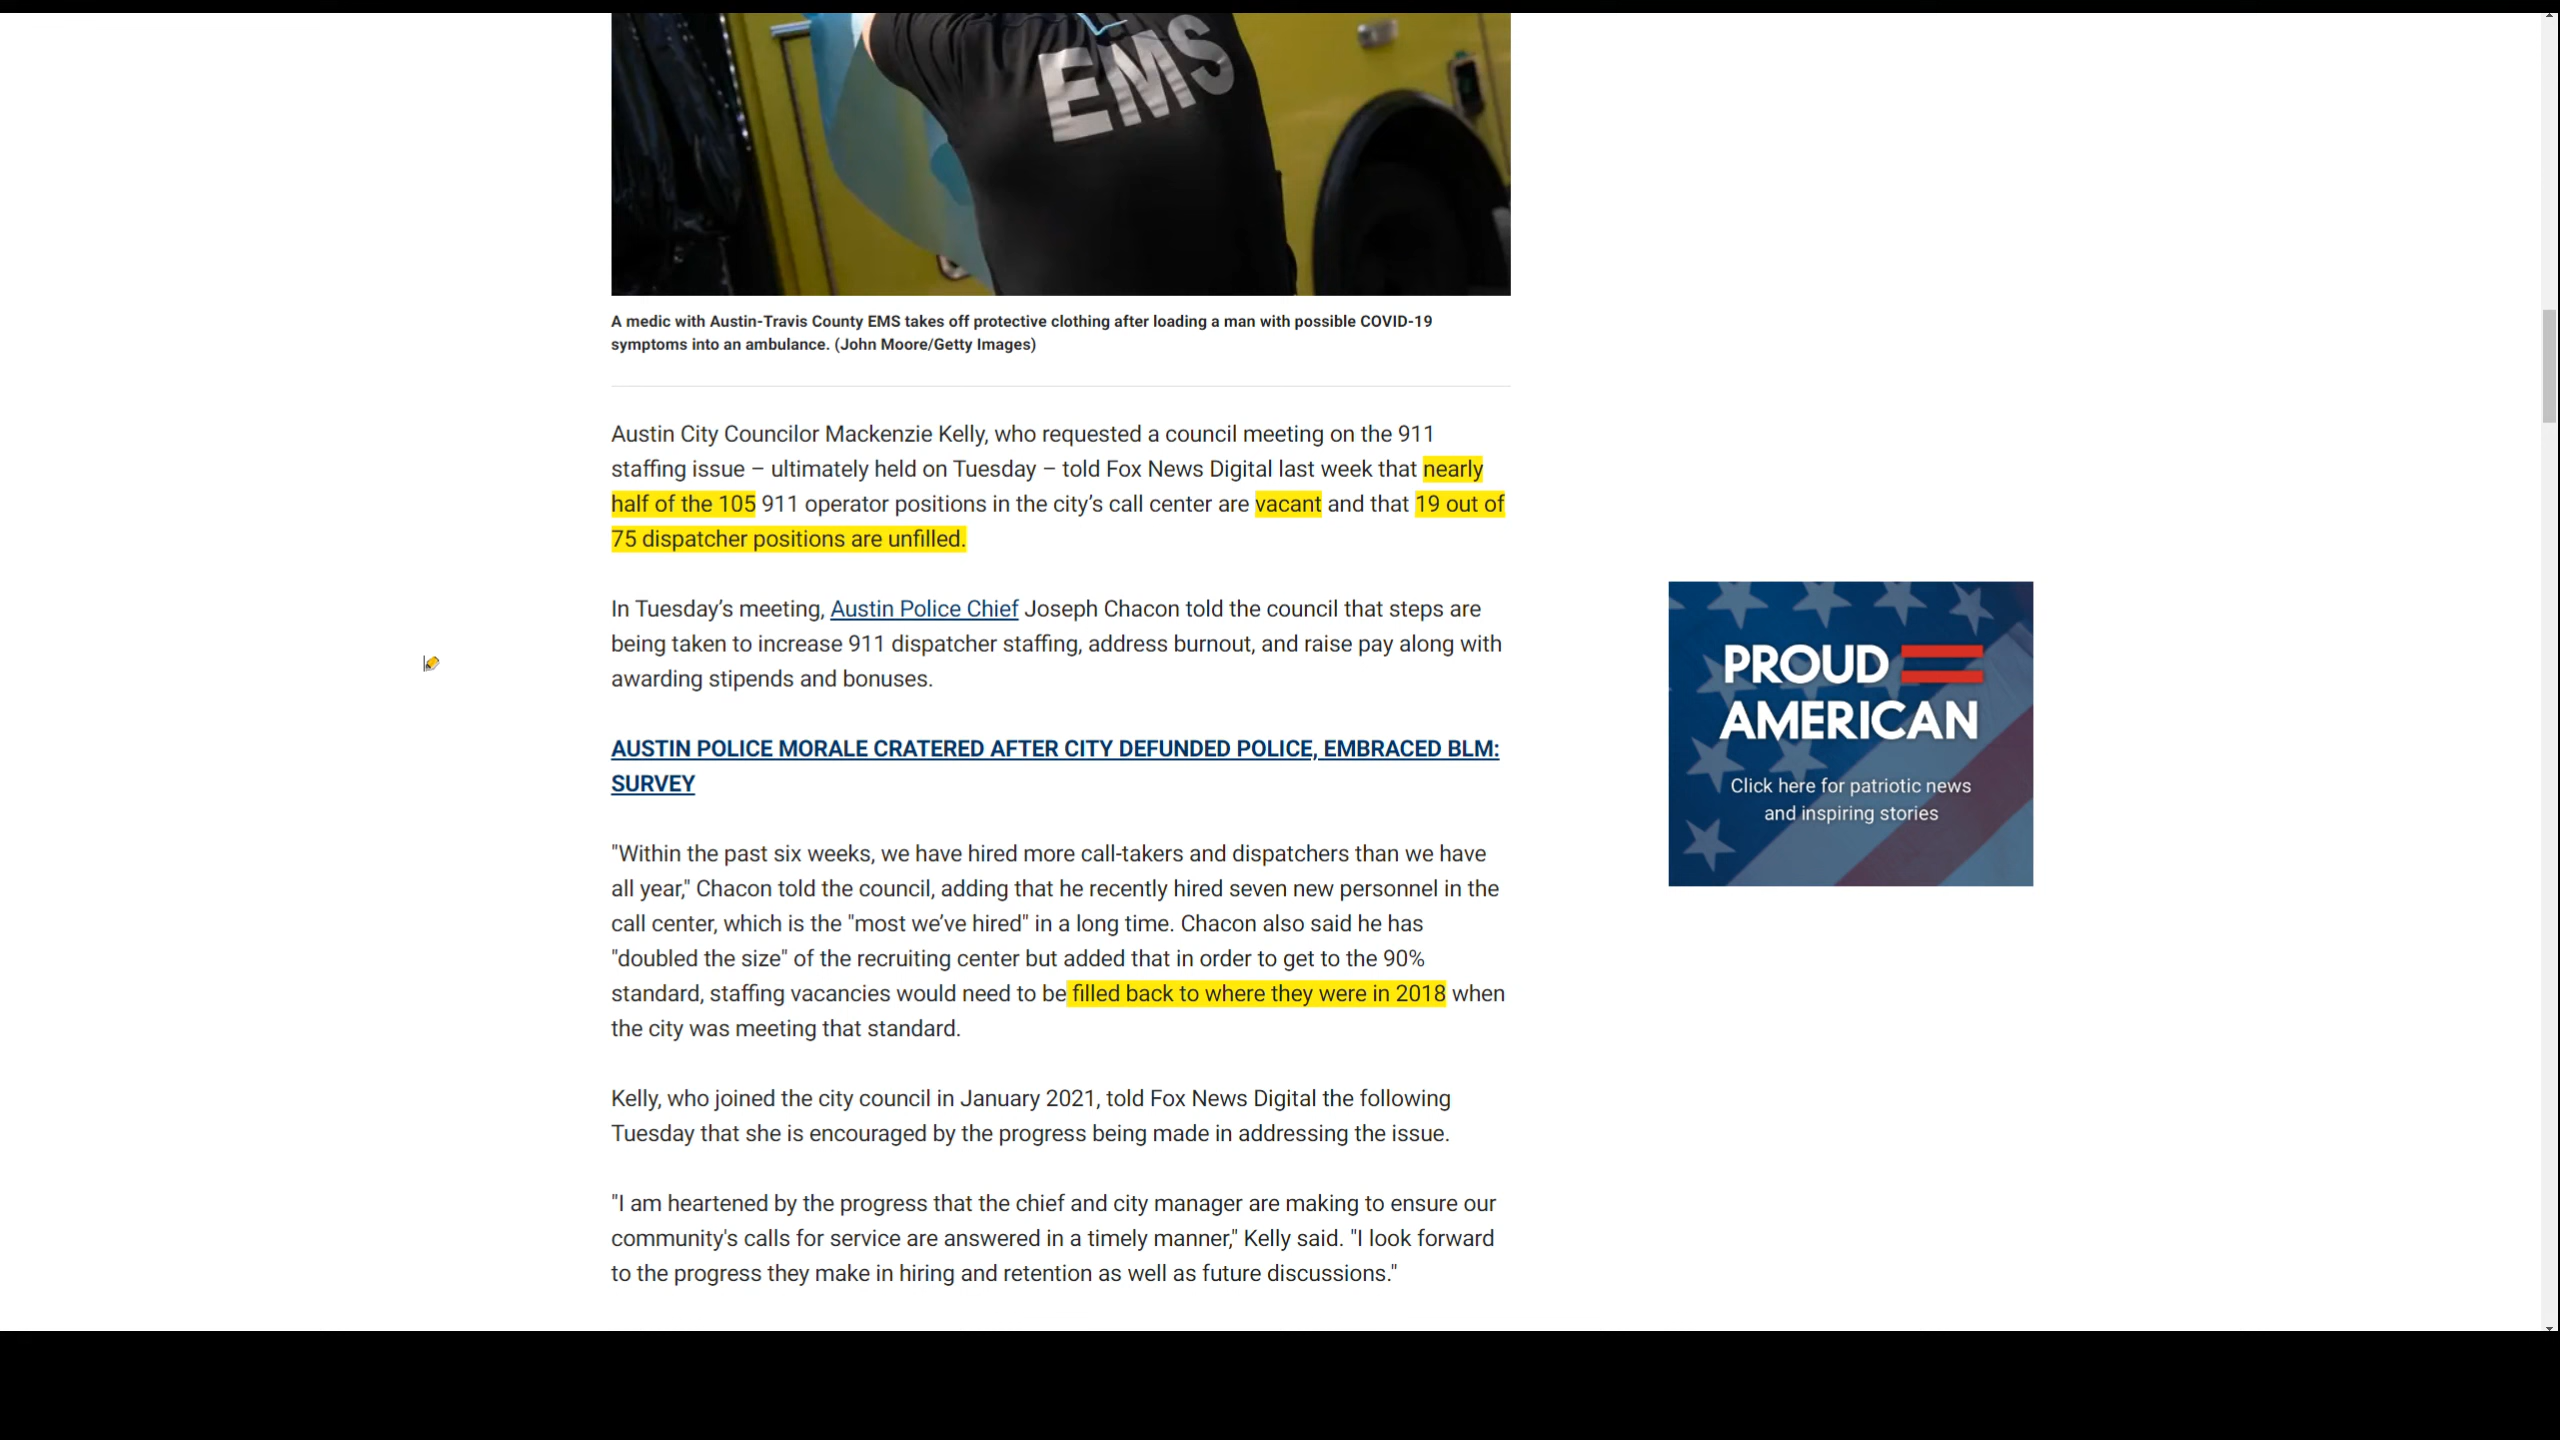 EMS
A medic with Austin-Travis County EMS takes off protective clothing after loading a man with possible COVID-19
symptoms into an ambulance. (John Moore/Getty Images)
Austin City Councilor Mackenzie Kelly, who requested a council meeting on the 911
staffing issue – ultimately held on Tuesday – told Fox News Digital last week that nearly
half of the 105 911 operator positions in the city’s call center are vacant and that 19 out of
75 dispatcher positions are unfilled.
In Tuesday’s meeting, Austin Police Chief Joseph Chacon told the council that steps are
being taken to increase 911 dispatcher staffing, address burnout, and raise pay along with
awarding stipends and bonuses.
AUSTIN POLICE MORALE CRATERED AFTER CITY DEFUNDED POLICE, EMBRACED BLM:
SURVEY
"Within the past six weeks, we have hired more call-takers and dispatchers than we have
all year," Chacon told the council, adding that he recently hired seven new personnel in the
call center, which is the "most we’ve hired" in a long time. Chacon also said he has
"doubled the size" of the recruiting center but added that in order to get to the 90%
standard, staffing vacancies would need to be filled back to where they were in 2018 when
the city was meeting that standard.
Kelly, who joined the city council in January 2021, told Fox News Digital the following
Tuesday that she is encouraged by the progress being made in addressing the issue.
"I am heartened by the progress that the chief and city manager are making to ensure our
community's calls for service are answered in a timely manner," Kelly said. "I look forward
to the progress they make in hiring and retention as well as future discussions."
PROUD
AMERICAN
Click here for patriotic news
and inspiring stories